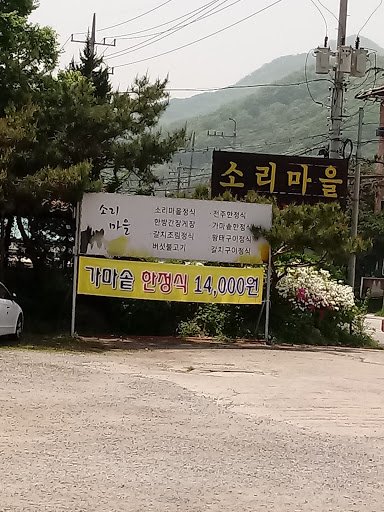 소리마을
소리
마을
소리마을정식
한방간장게장
갈치조림정식
버섯불고기
전주한정식
가마솥한정식
황태구이정식
갈치구이정식
가마솥 한정식 14,000원